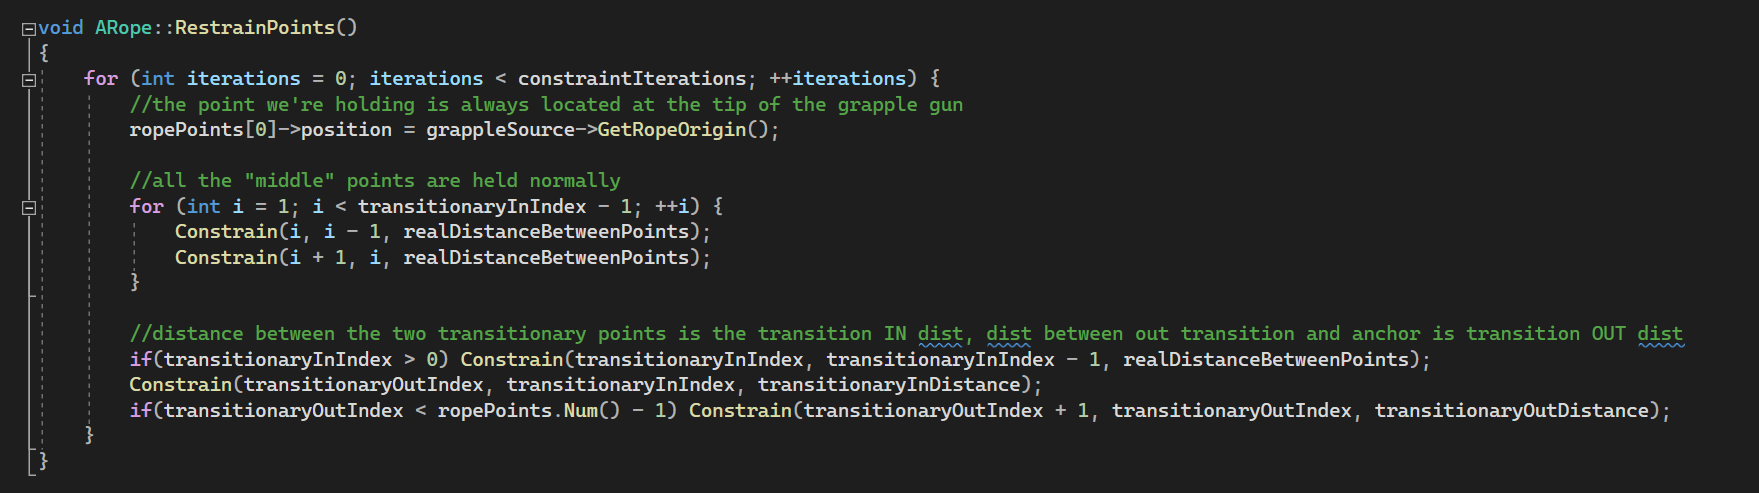 void ARope::RestrainPoints()
{
    for (int iterations = 0; iterations < constraintIterations; ++iterations) {
        //the point we're holding is always located at the tip of the grapple gun
        ropePoints[0]->position = grappleSource->GetRopeOrigin();

        //all the "middle" points are held normally
        for (int i = 1; i < transitionaryInIndex - 1; ++i) {
            Constrain(i, i - 1, realDistanceBetweenPoints);
            Constrain(i + 1, i, realDistanceBetweenPoints);
        }

        //distance between the two transitionary points is the transition IN dist, dist between out transition and anchor is transition OUT dist
        if(transitionaryInIndex > 0) Constrain(transitionaryInIndex, transitionaryInIndex - 1, realDistanceBetweenPoints);
        Constrain(transitionaryOutIndex, transitionaryInIndex, transitionaryInDistance);
        if(transitionaryOutIndex < ropePoints.Num() - 1) Constrain(transitionaryOutIndex + 1, transitionaryOutIndex, transitionaryOutDistance);
    }
}